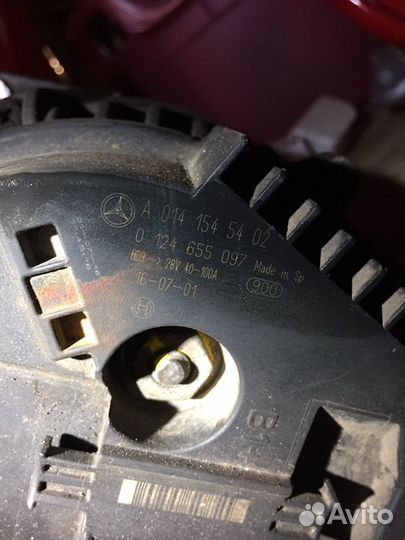 A 014 154 54 02
0 124 655 097 Made in Sp
HD9 → 28V 40-100A 900
16-07-01
B1+
Avito